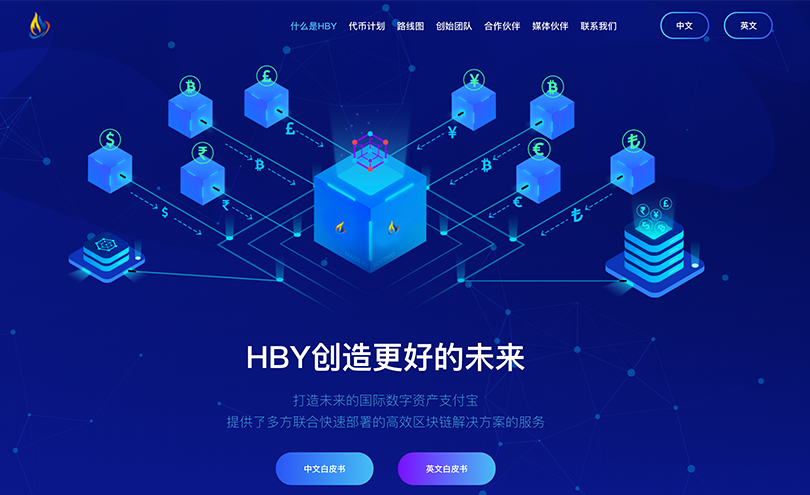 什么是HBY 代币计划 路线图 创始团队 合作伙伴 媒体伙伴 联系我们 中文 英文
£ ¥
₿ ₿
$ ₹ € ₺
£ ¥
₿ ₿
$ ₹ € ₺
₹ ¥ £
HBY创造更好的未来
打造未来的国际数字资产支付宝
提供了多方联合快速部署的高效区块链解决方案的服务
中文白皮书 英文白皮书